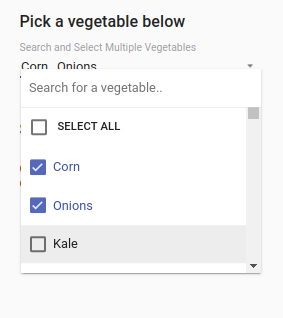 Pick a vegetable below
Search and Select Multiple Vegetables
Corn, Onions
Search for a vegetable..
SELECT ALL
Corn
Onions
Kale